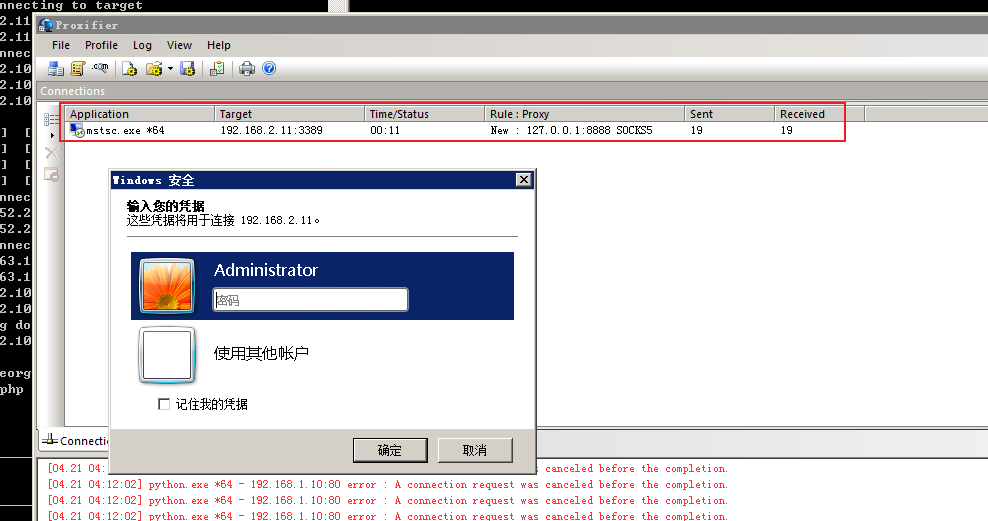 nnecting to target
2.11
Proxifier
2.11
File Profile Log View Help
nnec
2.10
2.10
Connections
2.10
Application Target Time/Status Rule : Proxy Sent Received
mstsc.exe *64 192.168.2.11:3389 00:11 New : 127.0.0.1:8888 SOCKS5 19 19
] [
] [
] [
] [
Windows 安全
nnec
输入您的凭据
52.2
这些凭据将用于连接 192.168.2.11。
52.2
nnec
63.1
Administrator
63.1
2.10
密码
2.10
g do
2.10
使用其他帐户
eorg
php
记住我的凭据
Connectio
确定 取消
[04.21 04: s canceled before the completion.
[04.21 04:12:02] python.exe *64 - 192.168.1.10:80 error : A connection request was canceled before the completion.
[04.21 04:12:02] python.exe *64 - 192.168.1.10:80 error : A connection request was canceled before the completion.
[04.21 04:12:02] python.exe *64 - 192.168.1.10:80 error : A connection request was canceled before the completion.